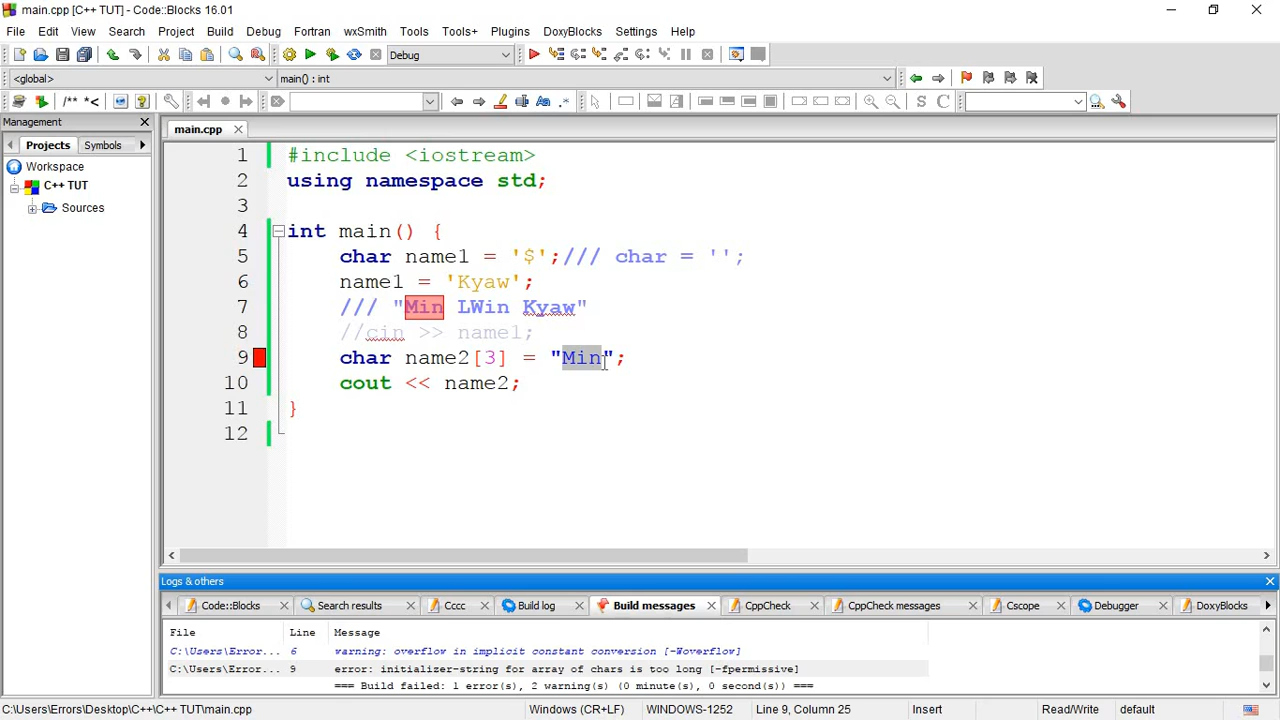 main.cpp [C++ TUT] - Code::Blocks 16.01
File Edit View Search Project Build Debug Fortran wxSmith Tools Tools+ Plugins DoxyBlocks Settings Help
Debug
<global> main() : int
/** *< Aa .* S C
Management
main.cpp
Projects Symbols
Workspace
C++ TUT
Sources
1 #include <iostream>
2 using namespace std;
3
4 int main() {
5 char name1 = '$';/// char = '';
6 name1 = 'Kyaw';
7 /// "Min LWin Kyaw"
8 //cin >> name1;
9 char name2[3] = "Min";
10 cout << name2;
11 }
12
Logs & others
Code::Blocks Search results Cccc Build log Build messages CppCheck CppCheck messages Cscope Debugger DoxyBlocks
File Line Message
C:\Users\Error... 6 warning: overflow in implicit constant conversion [-Woverflow]
C:\Users\Error... 9 error: initializer-string for array of chars is too long [-fpermissive]
=== Build failed: 1 error(s), 2 warning(s) (0 minute(s), 0 second(s)) ===
C:\Users\Errors\Desktop\C++\C++ TUT\main.cpp Windows (CR+LF) WINDOWS-1252 Line 9, Column 25 Insert Read/Write default